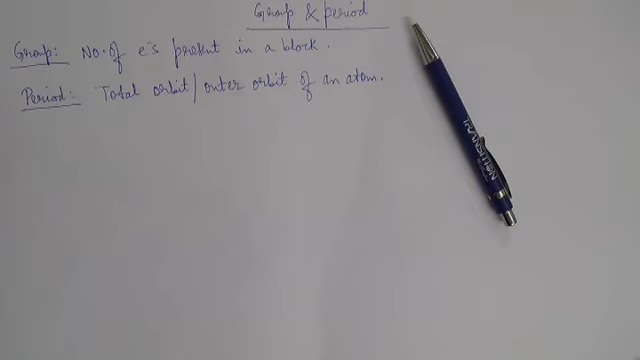 Group & period
Group: No. of e's present in a block.
Period: Total orbit/outer orbit of an atom.